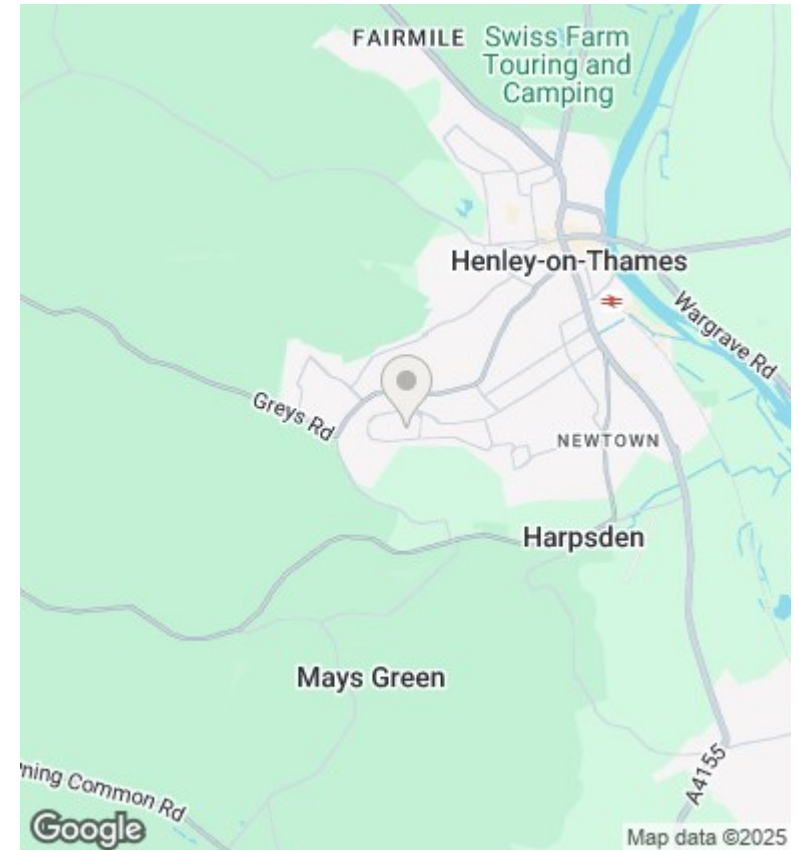 FAIRMILE
Swiss Farm
Touring and
Camping
Henley-on-Thames
Wargrave Rd
Greys Rd
NEWTOWN
Harpsden
Mays Green
ning Common Rd
A4155
Google
Map data ©2025